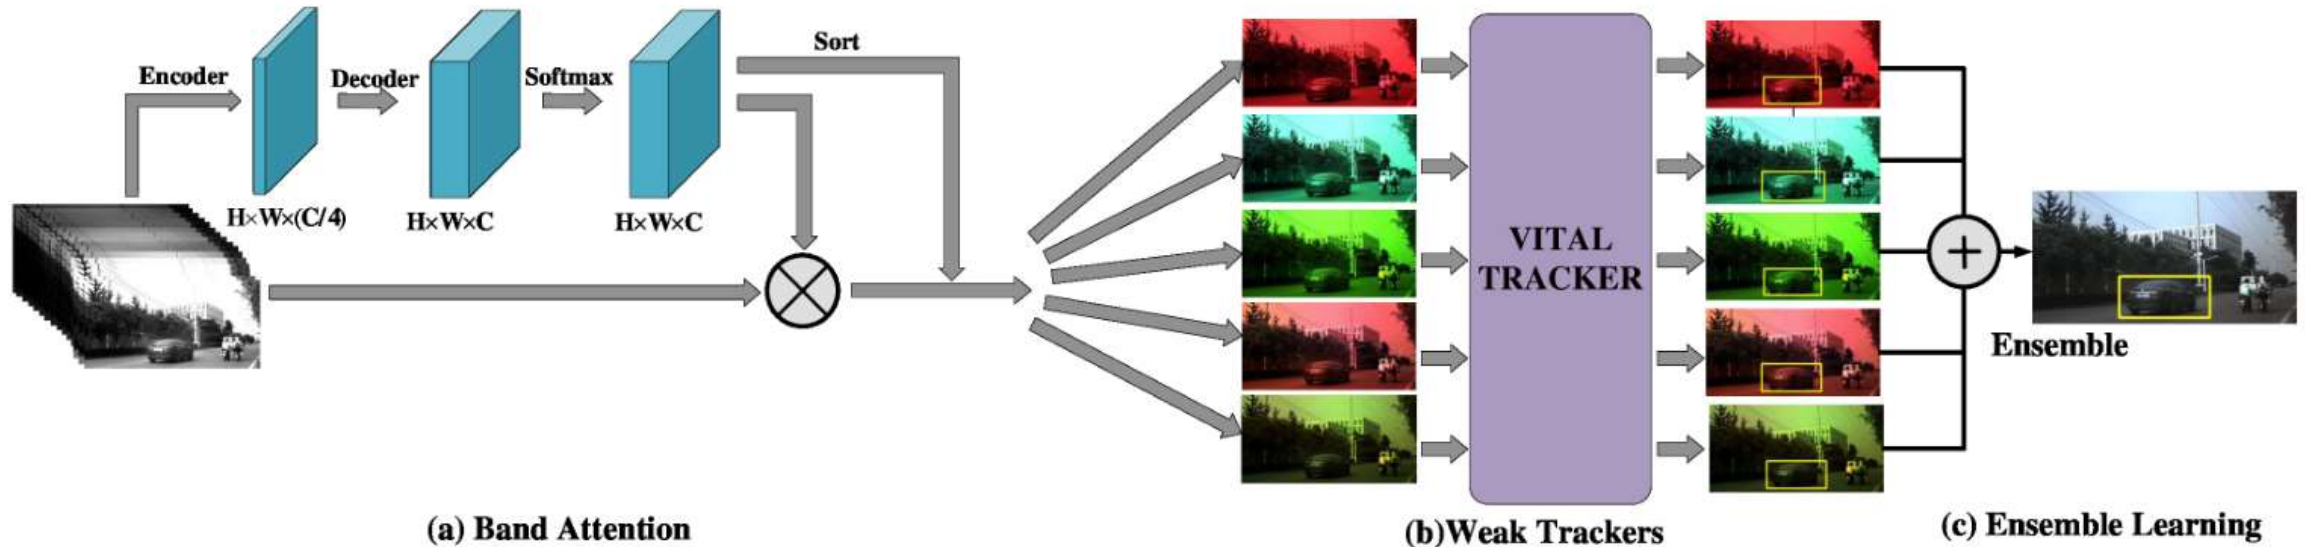 Sort
Encoder
Decoder
Softmax
H×W×(C/4)
H×W×C
H×W×C
VITAL
TRACKER
Ensemble
(a) Band Attention
(b)Weak Trackers
(c) Ensemble Learning